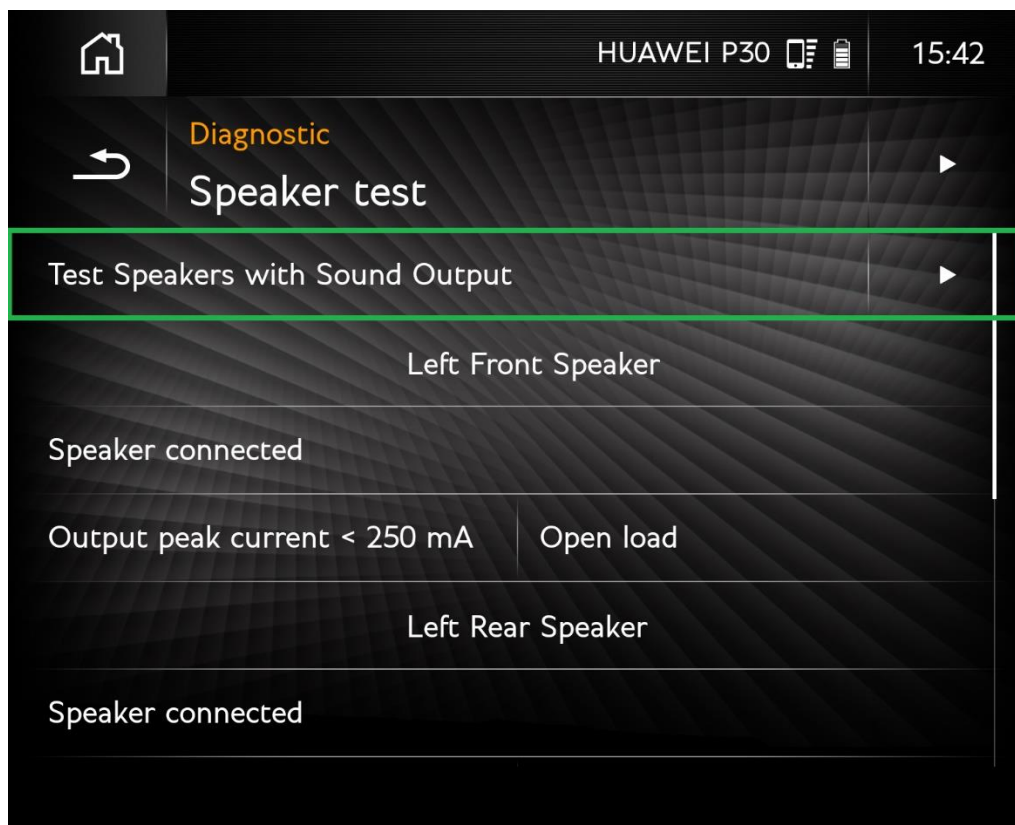 HUAWEI P30 15:42
Diagnostic
Speaker test
Test Speakers with Sound Output
Left Front Speaker
Speaker connected
Output peak current < 250 mA Open load
Left Rear Speaker
Speaker connected